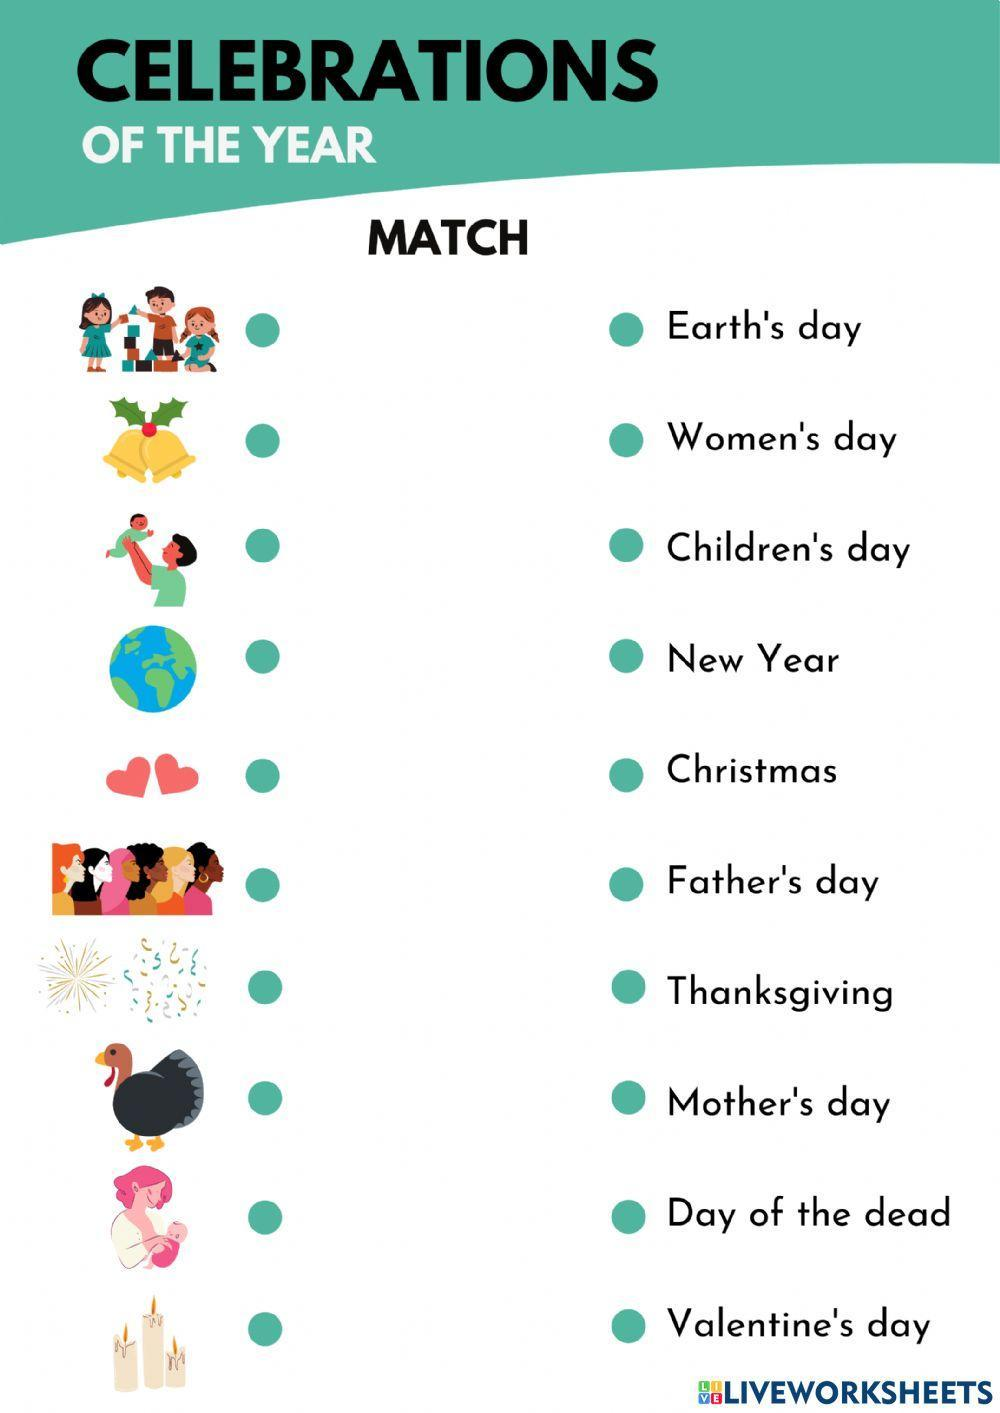 CELEBRATIONS
OF THE YEAR
MATCH
Earth's day
Women's day
Children's day
New Year
Christmas
Father's day
Thanksgiving
Mother's day
Day of the dead
Valentine's day
LIVE LIVEWORKSHEETS